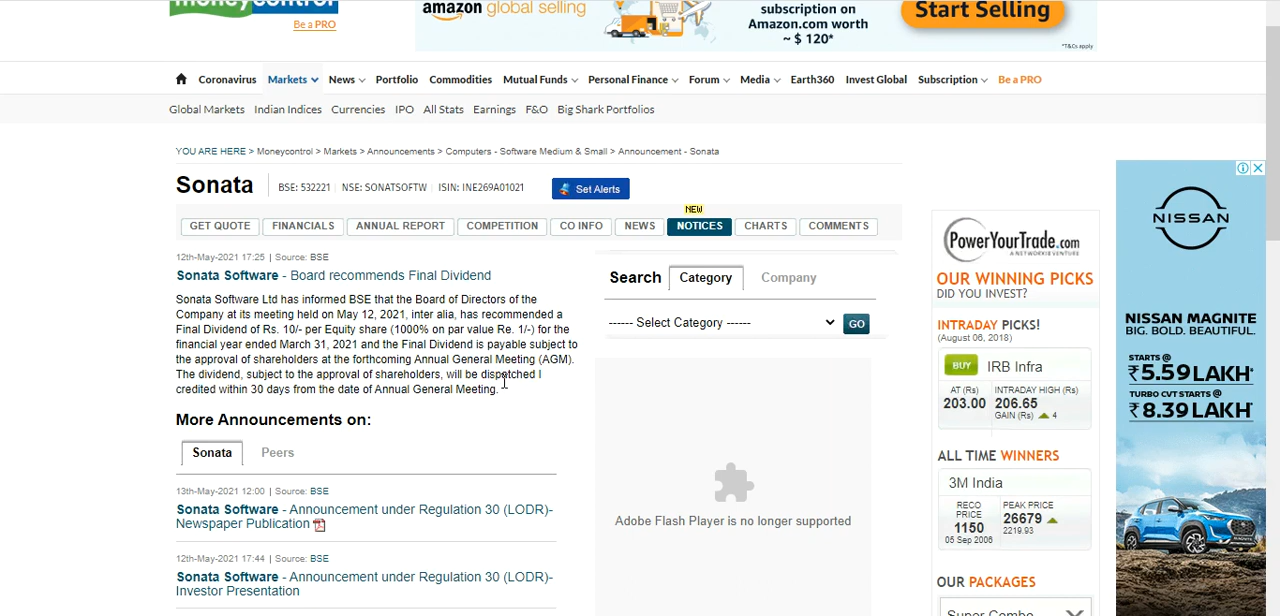 moneycontrol
Be a PRO
amazon global selling
subscription on
Amazon.com worth
~ $ 120*
Start Selling
*T&Cs apply
Coronavirus Markets News Portfolio Commodities Mutual Funds Personal Finance Forum Media Earth360 Invest Global Subscription Be a PRO
Global Markets Indian Indices Currencies IPO All Stats Earnings F&O Big Shark Portfolios
YOU ARE HERE > Moneycontrol > Markets > Announcements > Computers - Software Medium & Small > Announcement - Sonata
Sonata BSE: 532221 NSE: SONATSOFTW ISIN: INE269A01021 Set Alerts
NEW
GET QUOTE FINANCIALS ANNUAL REPORT COMPETITION CO INFO NEWS NOTICES CHARTS COMMENTS
12th-May-2021 17:25 | Source: BSE
Sonata Software - Board recommends Final Dividend
Sonata Software Ltd has informed BSE that the Board of Directors of the
Company at its meeting held on May 12, 2021, inter alia, has recommended a
Final Dividend of Rs. 10/- per Equity share (1000% on par value Re. 1/-) for the
financial year ended March 31, 2021 and the Final Dividend is payable subject to
the approval of shareholders at the forthcoming Annual General Meeting (AGM).
The dividend, subject to the approval of shareholders, will be dispatched I
credited within 30 days from the date of Annual General Meeting.
More Announcements on:
Sonata Peers
13th-May-2021 12:00 | Source: BSE
Sonata Software - Announcement under Regulation 30 (LODR)-
Newspaper Publication
12th-May-2021 17:44 | Source: BSE
Sonata Software - Announcement under Regulation 30 (LODR)-
Investor Presentation
Search Category Company
------ Select Category ------ GO
Adobe Flash Player is no longer supported
PowerYourTrade.com
A NETWORK18 VENTURE
OUR WINNING PICKS
DID YOU INVEST?
INTRADAY PICKS!
(August 06, 2018)
BUY IRB Infra
AT (Rs) INTRADAY HIGH (Rs)
203.00 206.65
GAIN (Rs) 4
ALL TIME WINNERS
3M India
RECO
PRICE
1150
05 Sep 2006
PEAK PRICE
26679
2219.93
OUR PACKAGES
Super Combo
NISSAN
NISSAN MAGNITE
BIG. BOLD. BEAUTIFUL.
STARTS @
₹5.59 LAKH*
TURBO CVT STARTS @
₹8.39 LAKH*